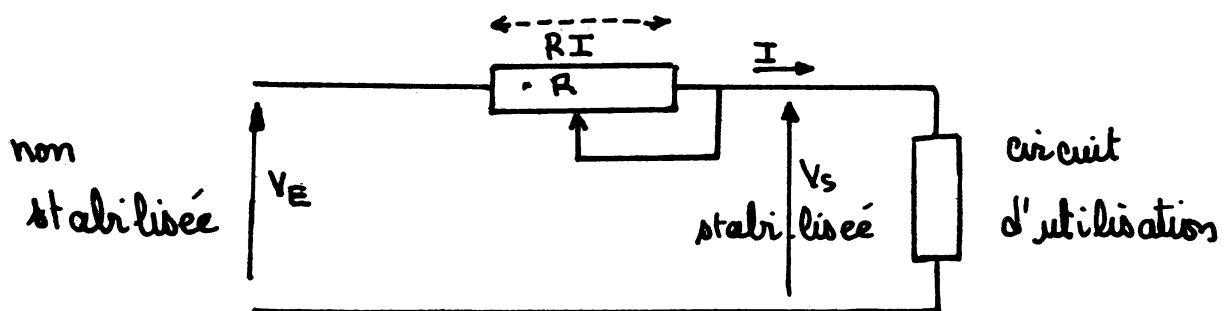 RI
R
I
non
stabilisée
VE
VS
stabilisée
circuit
d'utilisation